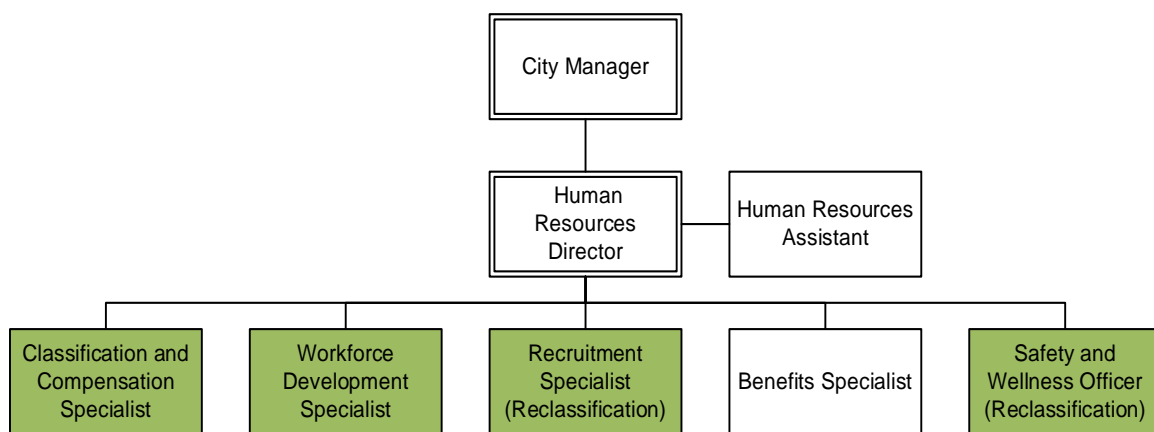 City Manager
Human
Resources
Director
Human Resources
Assistant
Classification and
Compensation
Specialist
Workforce
Development
Specialist
Recruitment
Specialist
(Reclassification)
Benefits Specialist
Safety and
Wellness Officer
(Reclassification)